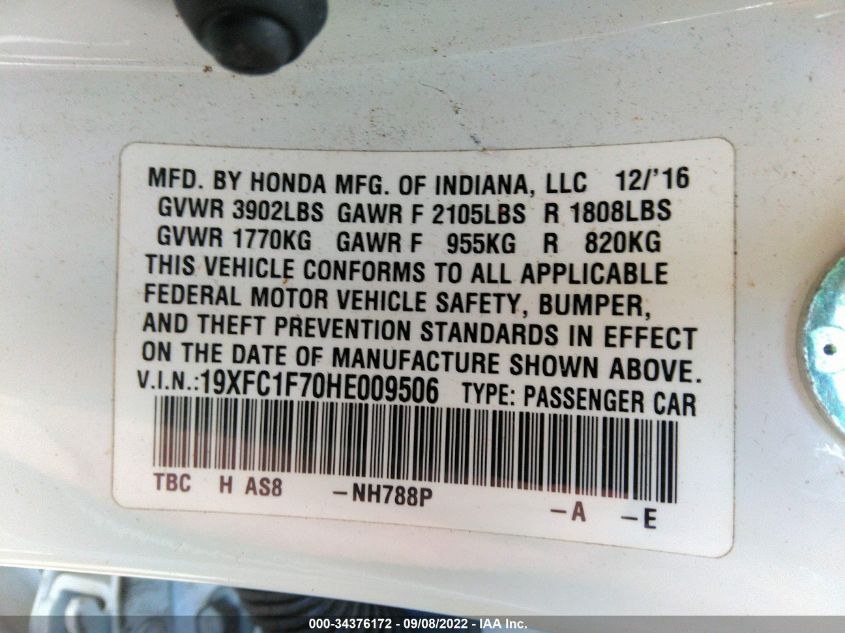 MFD. BY HONDA MFG. OF INDIANA, LLC 12/'16
GVWR 3902LBS GAWR F 2105LBS R 1808LBS
GVWR 1770KG GAWR F 955KG R 820KG
THIS VEHICLE CONFORMS TO ALL APPLICABLE
FEDERAL MOTOR VEHICLE SAFETY, BUMPER,
AND THEFT PREVENTION STANDARDS IN EFFECT
ON THE DATE OF MANUFACTURE SHOWN ABOVE.
V.I.N.:19XFC1F70HE009506 TYPE: PASSENGER CAR
TBC H AS8 -NH788P -A -E
000-34376172 - 09/08/2022 - IAA Inc.